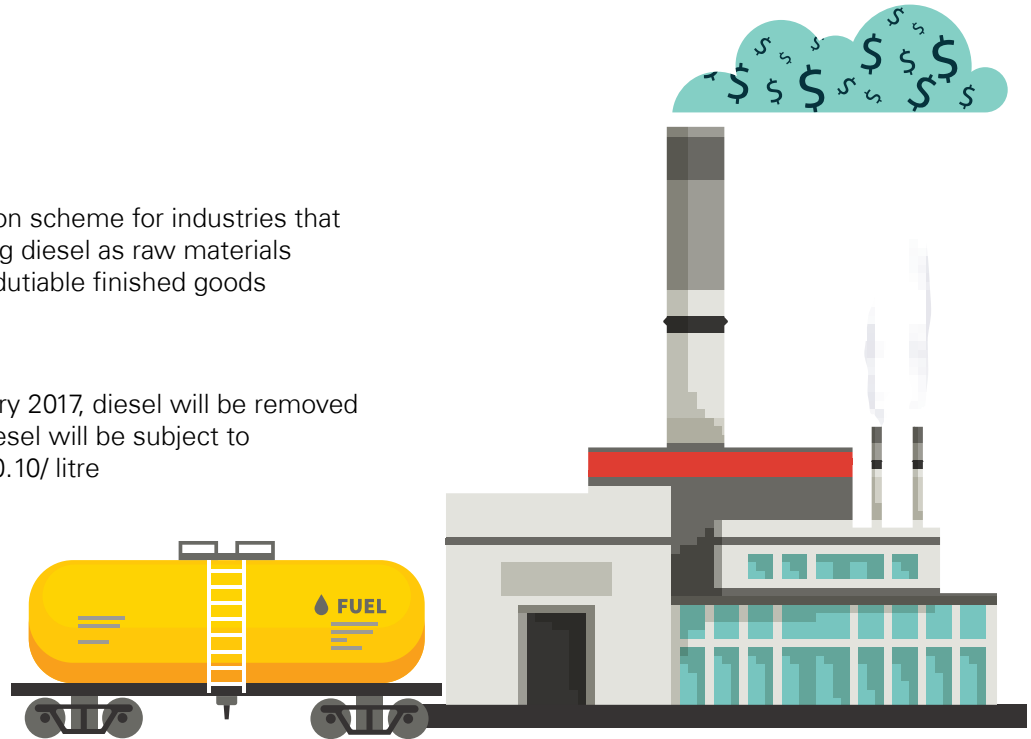 on scheme for industries that
g diesel as raw materials
dutiable finished goods
ry 2017, diesel will be removed
esel will be subject to
0.10/ litre
FUEL